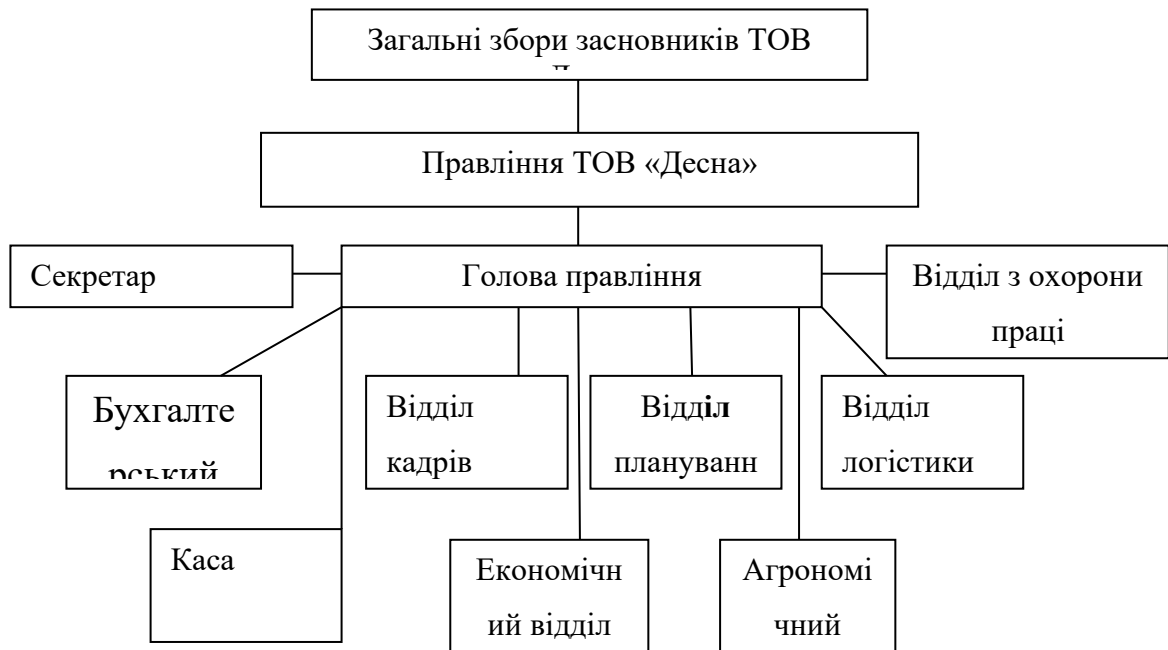 Загальні збори засновників ТОВ
Правління ТОВ «Десна»
Секретар
Голова правління
Відділ з охорони
праці
Бухгалте
рський
Відділ
кадрів
Відділ
плануванн
Відділ
логістики
Каса
Економічн
ий відділ
Агрономі
чний